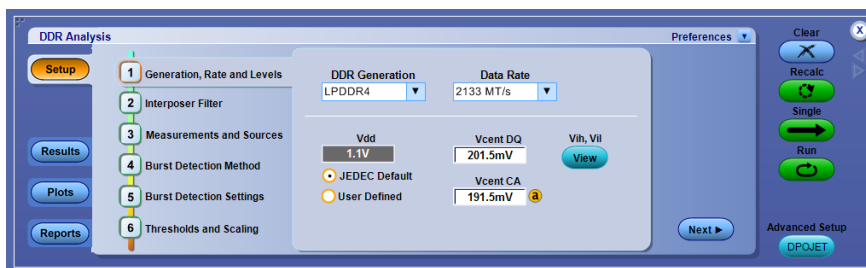 DDR Analysis
Preferences
Clear
X
Setup
1 Generation, Rate and Levels
DDR Generation
Data Rate
Recalc
LPDDR4
2133 MT/s
2 Interposer Filter
Single
3 Measurements and Sources
Vdd
Vcent DQ
Vih, Vil
Results
1.1V
201.5mV
View
Run
4 Burst Detection Method
JEDEC Default
Vcent CA
Plots
5 Burst Detection Settings
User Defined
191.5mV
a
Reports
6 Thresholds and Scaling
Next
Advanced Setup
DPOJET